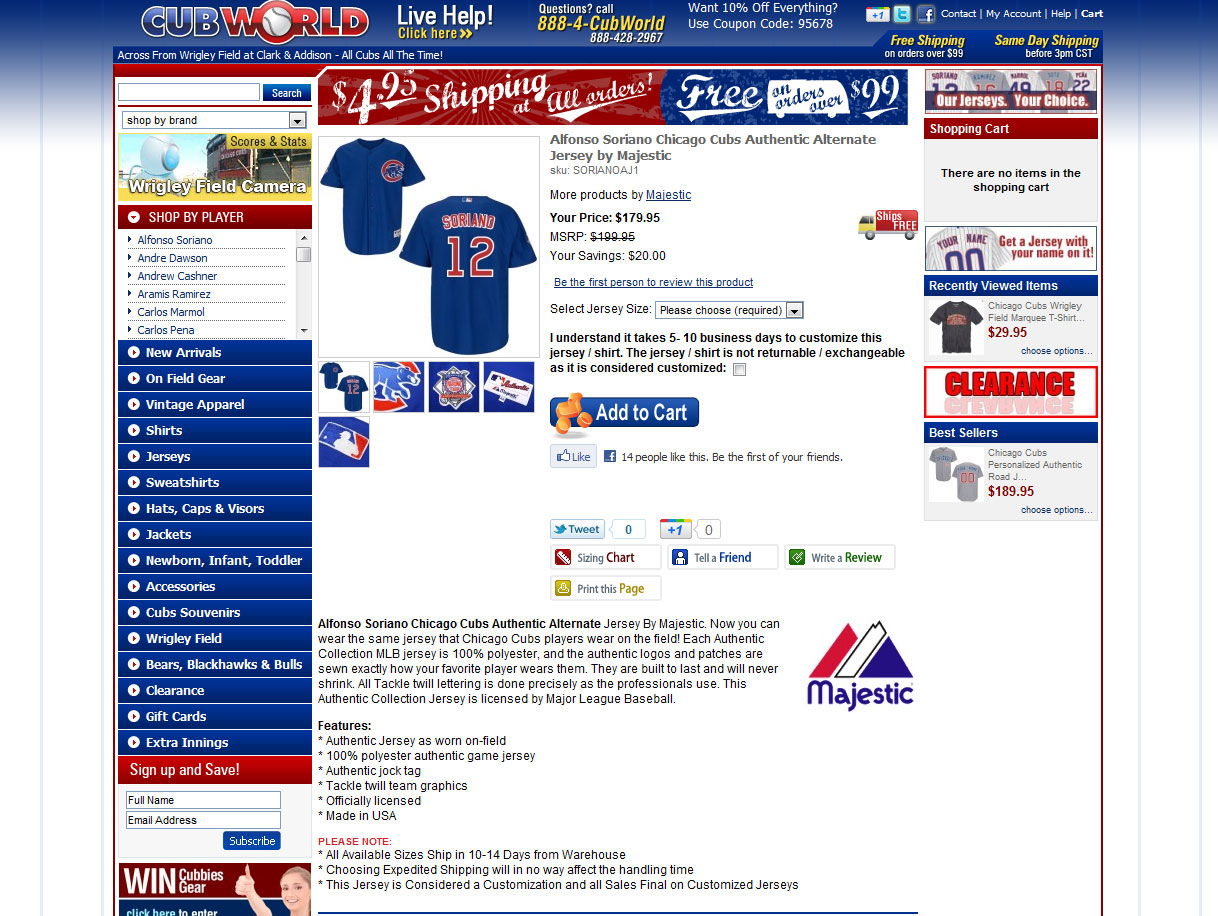 CUBWORLD
Live Help!
Click here >>
Questions? call
888-4-CubWorld
888-428-2967
Want 10% Off Everything?
Use Coupon Code: 95678
+1
Contact | My Account | Help | Cart
Across From Wrigley Field at Clark & Addison - All Cubs All The Time!
Free Shipping
on orders over $99
Same Day Shipping
before 3pm CST
Search
shop by brand
Scores & Stats
Wrigley Field Camera
SHOP BY PLAYER
Alfonso Soriano
Andre Dawson
Andrew Cashner
Aramis Ramirez
Carlos Marmol
Carlos Pena
New Arrivals
On Field Gear
Vintage Apparel
Shirts
Jerseys
Sweatshirts
Hats, Caps & Visors
Jackets
Newborn, Infant, Toddler
Accessories
Cubs Souvenirs
Wrigley Field
Bears, Blackhawks & Bulls
Clearance
Gift Cards
Extra Innings
Sign up and Save!
Full Name
Email Address
Subscribe
WIN Cubbies Gear
click here to enter
$4.95 Shipping at All orders!
Free on orders over $99
SORIANO
12
Alfonso Soriano Chicago Cubs Authentic Alternate
Jersey by Majestic
sku: SORIANOAJ1
More products by Majestic
Your Price: $179.95
MSRP: $199.95
Your Savings: $20.00
Ships FREE
Be the first person to review this product
Select Jersey Size: Please choose (required)
I understand it takes 5- 10 business days to customize this
jersey / shirt. The jersey / shirt is not returnable / exchangeable
as it is considered customized:
Add to Cart
Like
14 people like this. Be the first of your friends.
Tweet 0
+1 0
Sizing Chart
Tell a Friend
Write a Review
Print this Page
Alfonso Soriano Chicago Cubs Authentic Alternate Jersey By Majestic. Now you can
wear the same jersey that Chicago Cubs players wear on the field! Each Authentic
Collection MLB jersey is 100% polyester, and the authentic logos and patches are
sewn exactly how your favorite player wears them. They are built to last and will never
shrink. All Tackle twill lettering is done precisely as the professionals use. This
Authentic Collection Jersey is licensed by Major League Baseball.
Majestic
Features:
* Authentic Jersey as worn on-field
* 100% polyester authentic game jersey
* Authentic jock tag
* Tackle twill team graphics
* Officially licensed
* Made in USA
PLEASE NOTE:
* All Available Sizes Ship in 10-14 Days from Warehouse
* Choosing Expedited Shipping will in no way affect the handling time
* This Jersey is Considered a Customization and all Sales Final on Customized Jerseys
Our Jerseys. Your Choice.
Shopping Cart
There are no items in the
shopping cart
YOUR NAME
00
Get a Jersey with
your name on it!
Recently Viewed Items
Chicago Cubs Wrigley
Field Marquee T-Shirt...
$29.95
choose options...
CLEARANCE
Best Sellers
Chicago Cubs
Personalized Authentic
Road J...
$189.95
choose options...